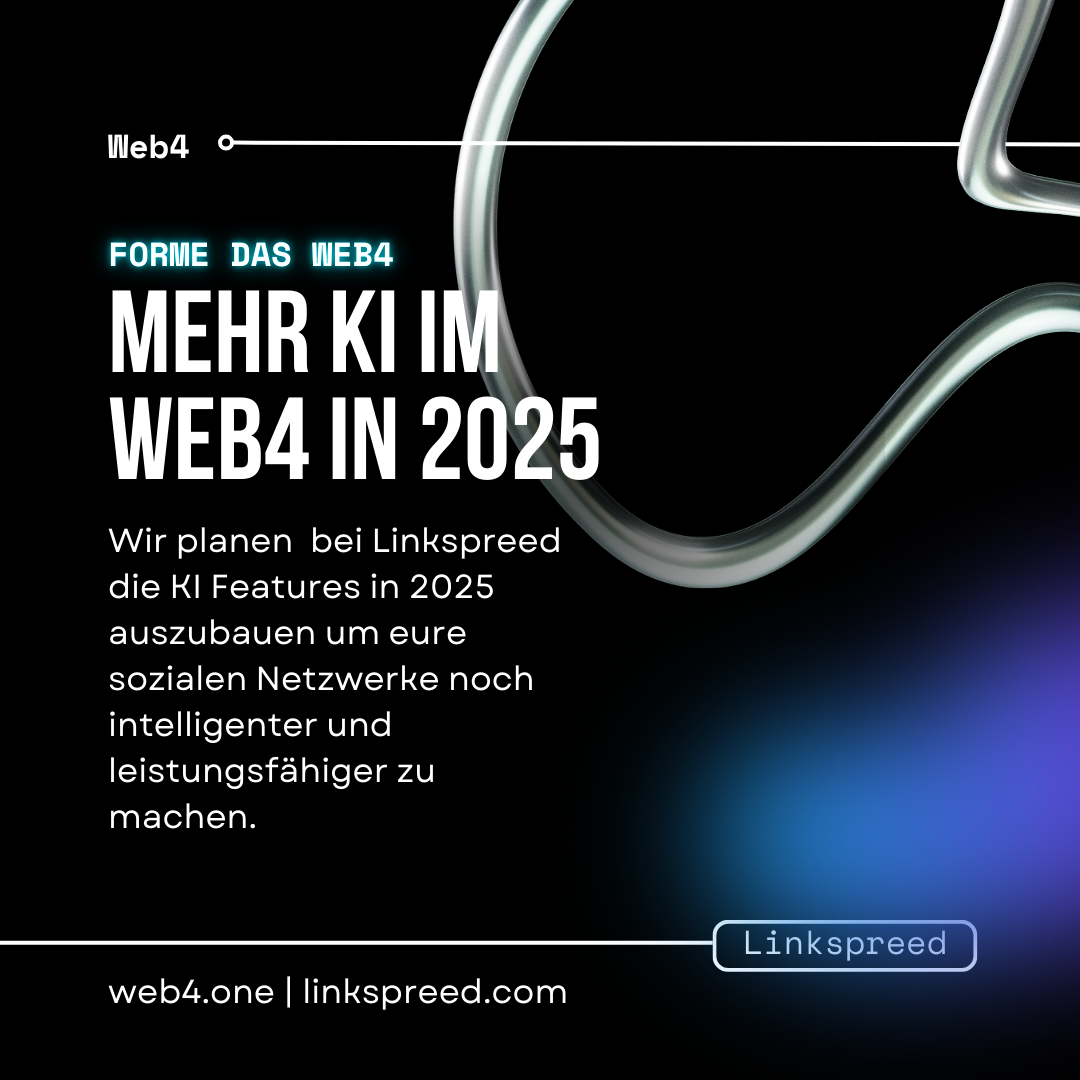 Web4
FORME DAS WEB4
MEHR KI IM
WEB4 IN 2025
Wir planen  bei Linkspreed
die KI Features in 2025
auszubauen um eure
sozialen Netzwerke noch
intelligenter und
leistungsfähiger zu
machen.
Linkspreed
web4.one | linkspreed.com